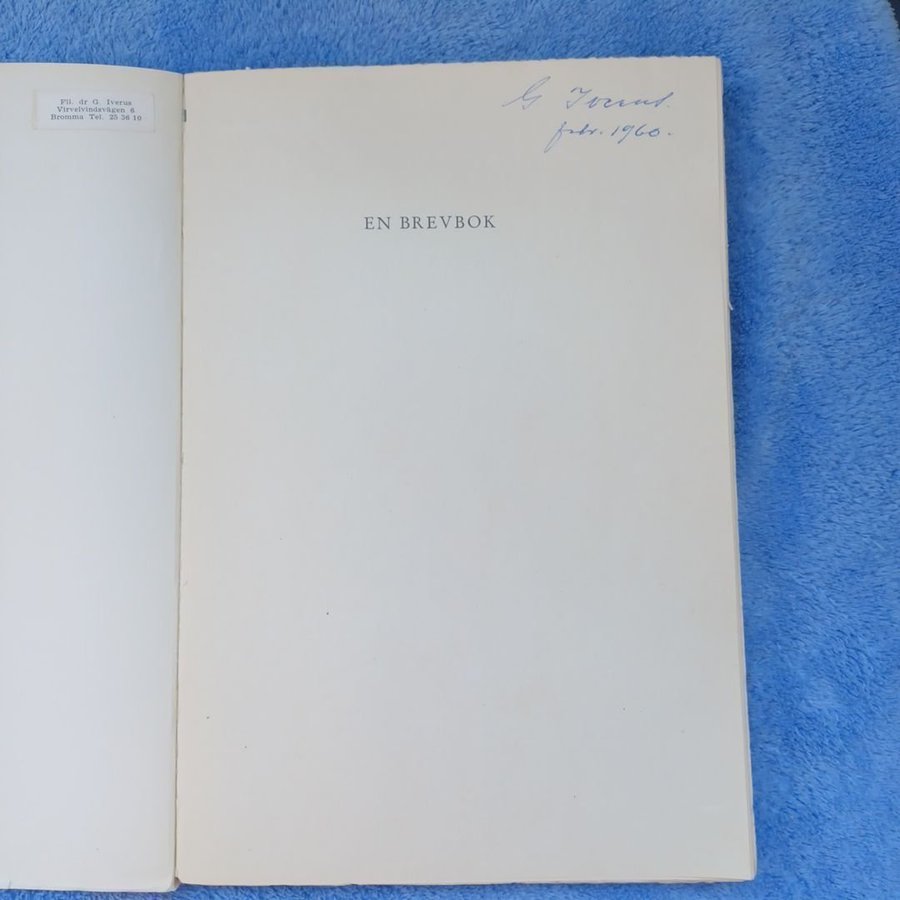 Fil. dr G. Iverus
Virvelvindsvägen 6
Bromma Tel. 25 36 10
G Iverus.
febr. 1960.
EN BREVBOK